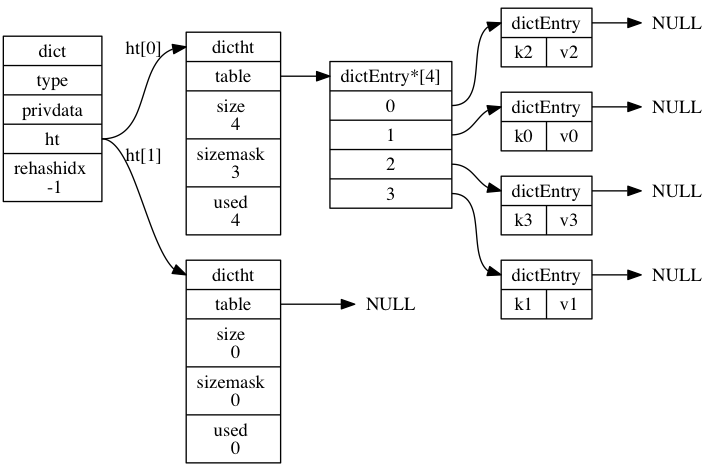 dict
type
privdata
ht
rehashidx
-1
ht[0]
ht[1]
dictht
table
size
4
sizemask
3
used
4
dictht
table
size
0
sizemask
0
used
0
NULL
dictEntry*[4]
0
1
2
3
dictEntry
k2 v2
NULL
dictEntry
k0 v0
NULL
dictEntry
k3 v3
NULL
dictEntry
k1 v1
NULL